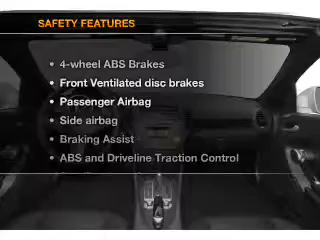 SAFETY FEATURES
• 4-wheel ABS Brakes
• Front Ventilated disc brakes
• Passenger Airbag
• Side airbag
• Braking Assist
• ABS and Driveline Traction Control